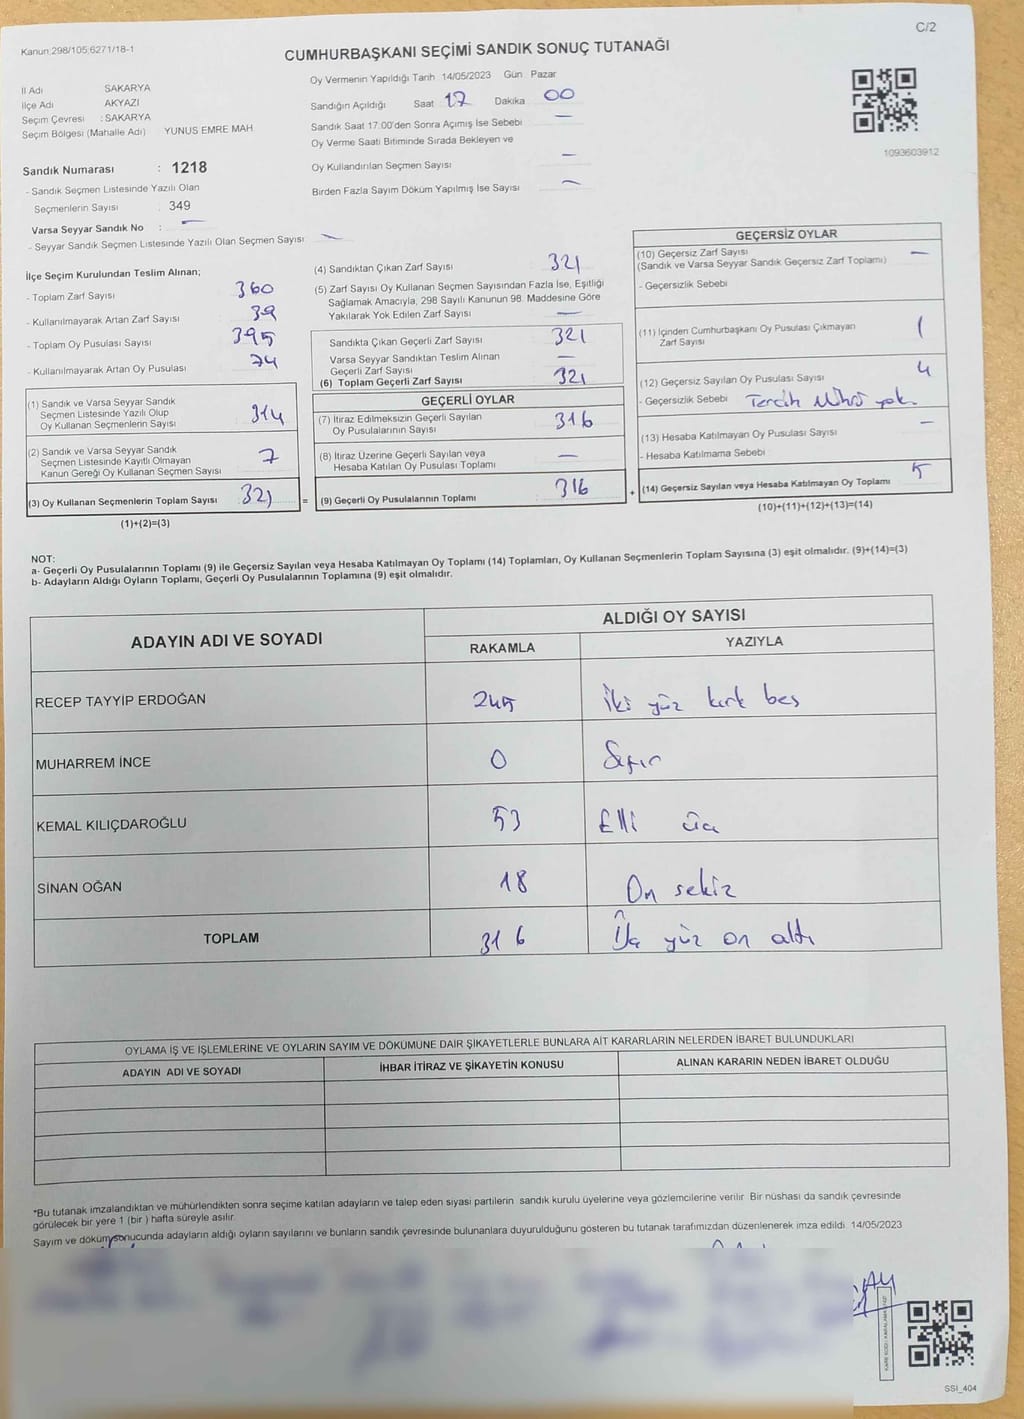 C/2
Kanun:298/105;6271/18-1
CUMHURBAŞKANI SEÇİMİ SANDIK SONUÇ TUTANAĞI
İl Adı SAKARYA
İlçe Adı AKYAZI
Seçim Çevresi : SAKARYA
Seçim Bölgesi (Mahalle Adı) YUNUS EMRE MAH
Oy Vermenin Yapıldığı Tarih 14/05/2023 Gün Pazar
Sandığın Açıldığı Saat 17 Dakika 00
Sandık Saat 17:00'den Sonra Açımış İse Sebebi —
Oy Verme Saati Bitiminde Sırada Bekleyen ve
Oy Kullandırılan Seçmen Sayısı —
Birden Fazla Sayım Döküm Yapılmış İse Sayısı —
1093603912
Sandık Numarası : 1218
- Sandık Seçmen Listesinde Yazılı Olan
Seçmenlerin Sayısı 349
Varsa Seyyar Sandık No : —
- Seyyar Sandık Seçmen Listesinde Yazılı Olan Seçmen Sayısı —
İlçe Seçim Kurulundan Teslim Alınan;
- Toplam Zarf Sayısı 360
- Kullanılmayarak Artan Zarf Sayısı 39
- Toplam Oy Pusulası Sayısı 395
- Kullanılmayarak Artan Oy Pusulası 74
(1) Sandık ve Varsa Seyyar Sandık
Seçmen Listesinde Yazılı Olup
Oy Kullanan Seçmenlerin Sayısı 314
(2) Sandık ve Varsa Seyyar Sandık
Seçmen Listesinde Kayıtlı Olmayan
Kanun Gereği Oy Kullanan Seçmen Sayısı 7
(3) Oy Kullanan Seçmenlerin Toplam Sayısı 321 =
(1)+(2)=(3)
(4) Sandıktan Çıkan Zarf Sayısı 321
(5) Zarf Sayısı Oy Kullanan Seçmen Sayısından Fazla İse, Eşitliği
Sağlamak Amacıyla, 298 Sayılı Kanunun 98. Maddesine Göre
Yakılarak Yok Edilen Zarf Sayısı —
Sandıkta Çıkan Geçerli Zarf Sayısı 321
Varsa Seyyar Sandıktan Teslim Alınan
Geçerli Zarf Sayısı —
(6) Toplam Geçerli Zarf Sayısı 321
GEÇERLİ OYLAR
(7) İtiraz Edilmeksizin Geçerli Sayılan
Oy Pusulalarının Sayısı 316
(8) İtiraz Üzerine Geçerli Sayılan veya
Hesaba Katılan Oy Pusulası Toplamı —
(9) Geçerli Oy Pusulalarının Toplamı 316 +
GEÇERSİZ OYLAR
(10) Geçersiz Zarf Sayısı —
(Sandık ve Varsa Seyyar Sandık Geçersiz Zarf Toplamı)
- Geçersizlik Sebebi
(11) İçinden Cumhurbaşkanı Oy Pusulası Çıkmayan
Zarf Sayısı 1
(12) Geçersiz Sayılan Oy Pusulası Sayısı 4
- Geçersizlik Sebebi Tercih Mührü yok.
(13) Hesaba Katılmayan Oy Pusulası Sayısı —
- Hesaba Katılmama Sebebi
(14) Geçersiz Sayılan veya Hesaba Katılmayan Oy Toplamı 5
(10)+(11)+(12)+(13)=(14)
NOT:
a- Geçerli Oy Pusulalarının Toplamı (9) ile Geçersiz Sayılan veya Hesaba Katılmayan Oy Toplamı (14) Toplamları, Oy Kullanan Seçmenlerin Toplam Sayısına (3) eşit olmalıdır. (9)+(14)=(3)
b- Adayların Aldığı Oyların Toplamı, Geçerli Oy Pusulalarının Toplamına (9) eşit olmalıdır.
ADAYIN ADI VE SOYADI
ALDIĞI OY SAYISI
RAKAMLA YAZIYLA
RECEP TAYYİP ERDOĞAN 245 İki yüz kırk beş
MUHARREM İNCE 0 Sıfır
KEMAL KILIÇDAROĞLU 53 Elli üç
SİNAN OĞAN 18 On sekiz
TOPLAM 316 Üç yüz on altı
OYLAMA İŞ VE İŞLEMLERİNE VE OYLARIN SAYIM VE DÖKÜMÜNE DAİR ŞİKAYETLERLE BUNLARA AİT KARARLARIN NELERDEN İBARET BULUNDUKLARI
ADAYIN ADI VE SOYADI İHBAR İTİRAZ VE ŞİKAYETİN KONUSU ALINAN KARARIN NEDEN İBARET OLDUĞU
*Bu tutanak imzalandıktan ve mühürlendikten sonra seçime katılan adayların ve talep eden siyasi partilerin sandık kurulu üyelerine veya gözlemcilerine verilir. Bir nüshası da sandık çevresinde
görülecek bir yere 1 (bir ) hafta süreyle asılır.
Sayım ve döküm sonucunda adayların aldığı oyların sayılarını ve bunların sandık çevresinde bulunanlara duyurulduğunu gösteren bu tutanak tarafımızdan düzenlenerek imza edildi. 14/05/2023
SSI_404